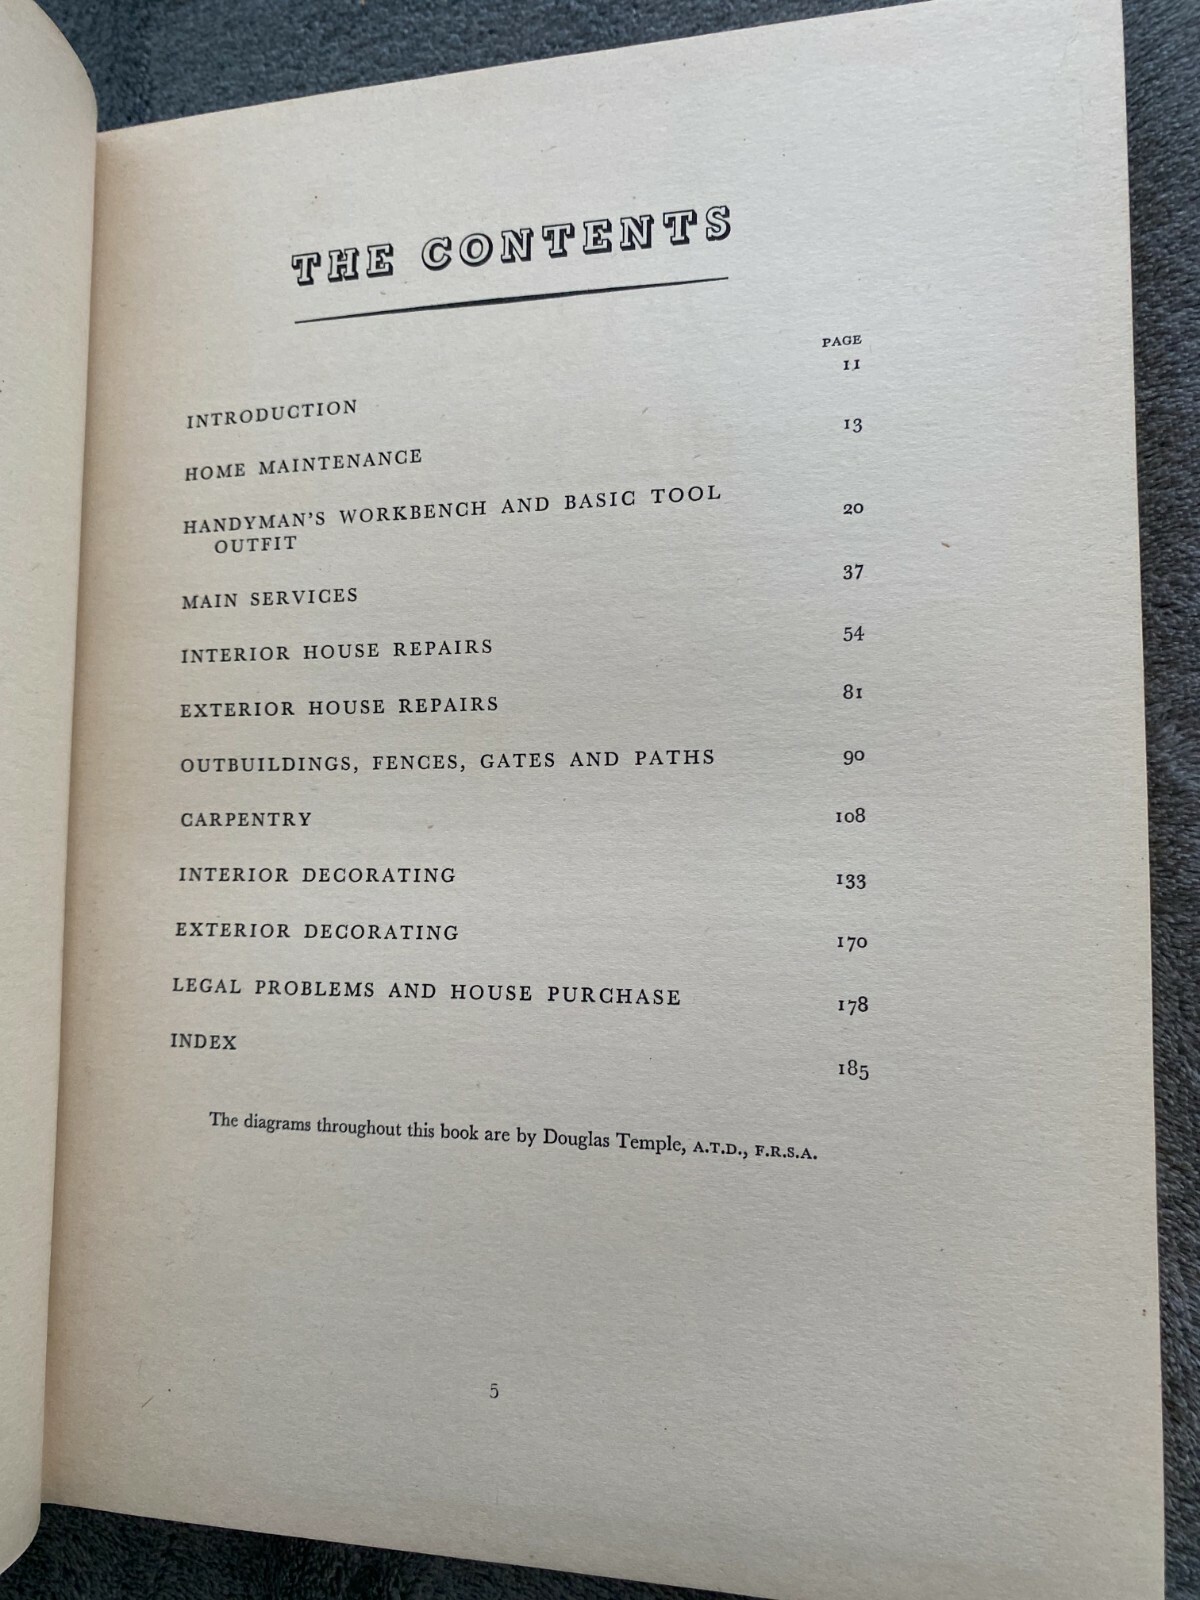 THE CONTENTS
PAGE
INTRODUCTION 11
HOME MAINTENANCE 13
HANDYMAN'S WORKBENCH AND BASIC TOOL
OUTFIT 20
MAIN SERVICES 37
INTERIOR HOUSE REPAIRS 54
EXTERIOR HOUSE REPAIRS 81
OUTBUILDINGS, FENCES, GATES AND PATHS 90
CARPENTRY 108
INTERIOR DECORATING 133
EXTERIOR DECORATING 170
LEGAL PROBLEMS AND HOUSE PURCHASE 178
INDEX 185
The diagrams throughout this book are by Douglas Temple, A.T.D., F.R.S.A.
5